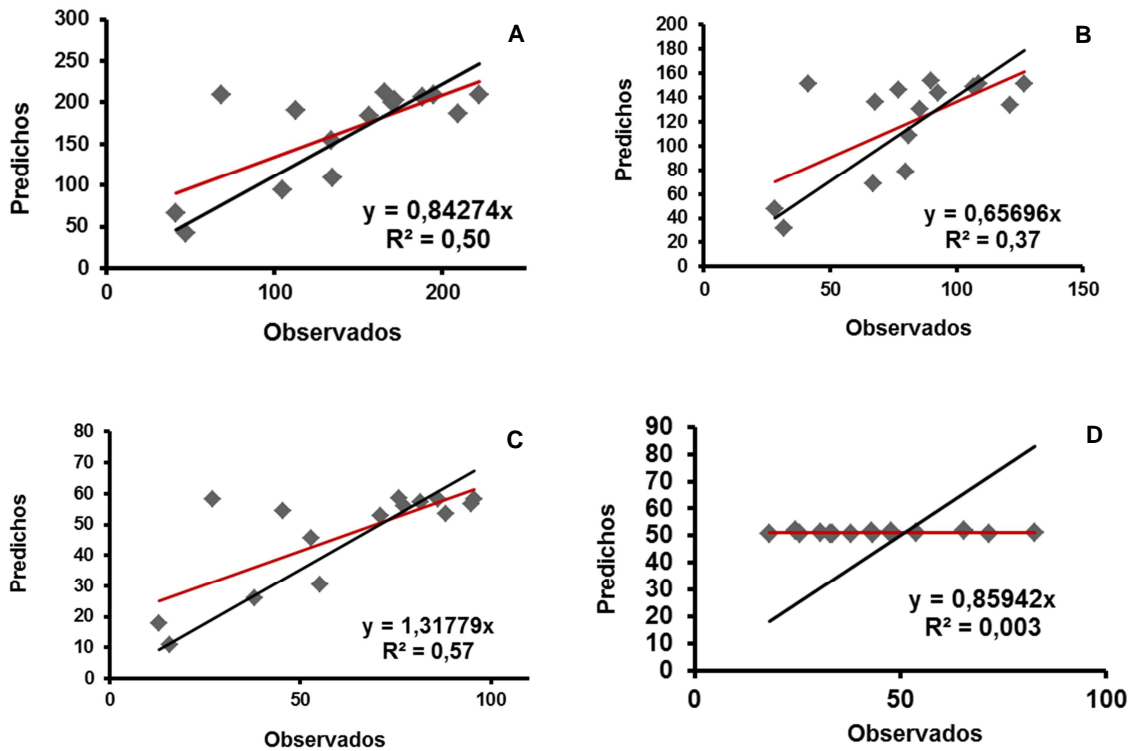 A
Predichos
300
250
200
150
100
50
0
y = 0,84274x
R² = 0,50
0 100 200
Observados
B
Predichos
200
180
160
140
120
100
80
60
40
20
0
y = 0,65696x
R² = 0,37
0 50 100 150
Observados
C
Predichos
80
70
60
50
40
30
20
10
0
y = 1,31779x
R² = 0,57
0 50 100
Observados
D
Predichos
90
80
70
60
50
40
30
20
10
0
y = 0,85942x
R² = 0,003
0 50 100
Observados